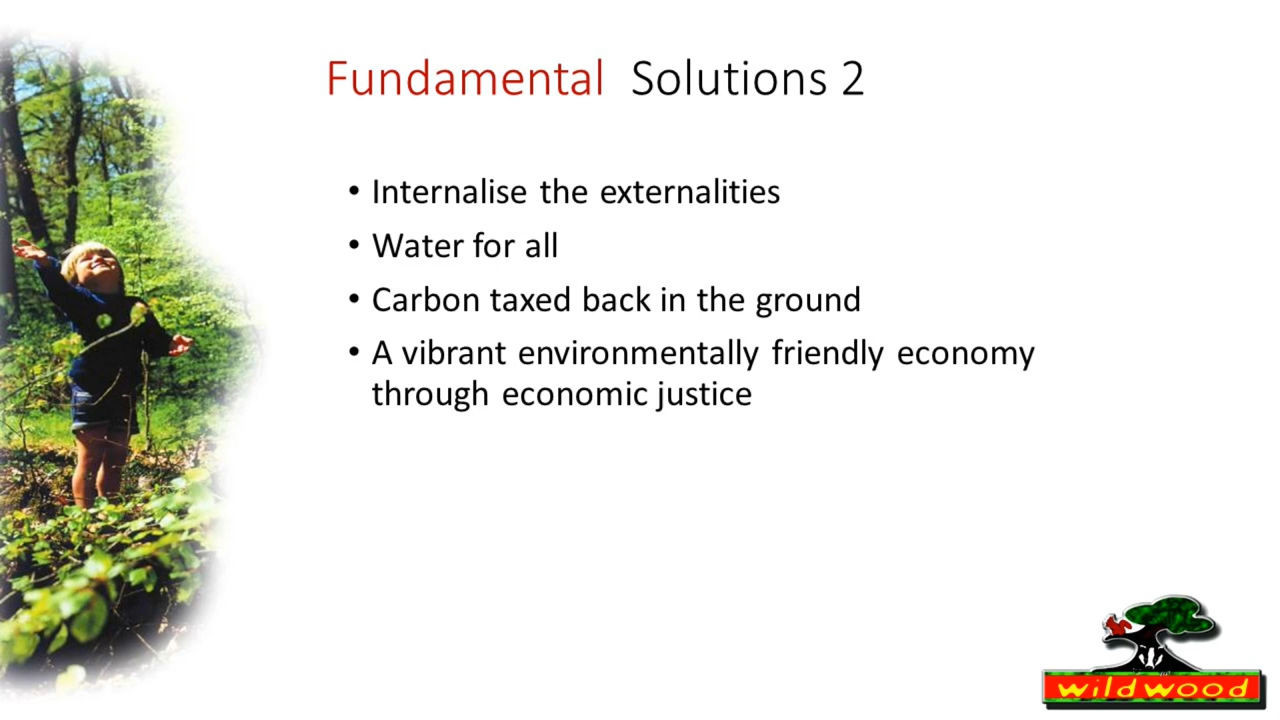 Fundamental Solutions 2
• Internalise the externalities
• Water for all
• Carbon taxed back in the ground
• A vibrant environmentally friendly economy
through economic justice
wildwood